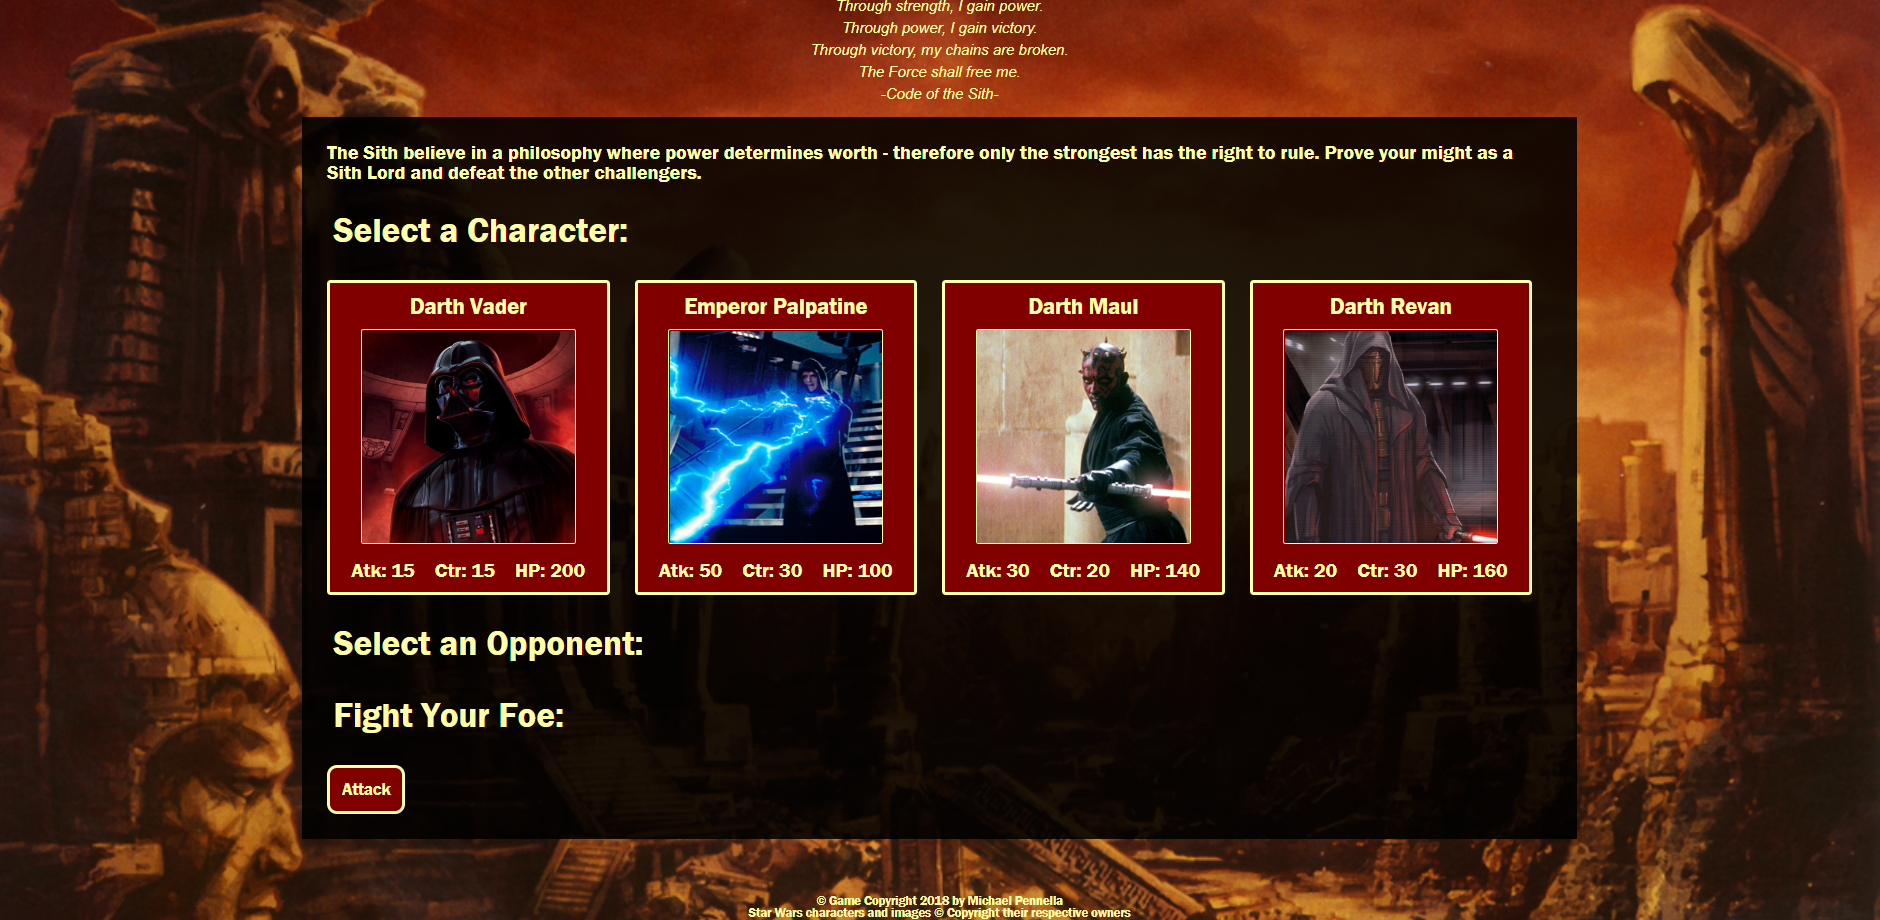 Through strength, I gain power.
Through power, I gain victory.
Through victory, my chains are broken.
The Force shall free me.
-Code of the Sith-
The Sith believe in a philosophy where power determines worth - therefore only the strongest has the right to rule. Prove your might as a
Sith Lord and defeat the other challengers.
Select a Character:
Darth Vader
Atk: 15 Ctr: 15 HP: 200
Emperor Palpatine
Atk: 50 Ctr: 30 HP: 100
Darth Maul
Atk: 30 Ctr: 20 HP: 140
Darth Revan
Atk: 20 Ctr: 30 HP: 160
Select an Opponent:
Fight Your Foe:
Attack
© Game Copyright 2018 by Michael Pennella
Star Wars characters and images © Copyright their respective owners